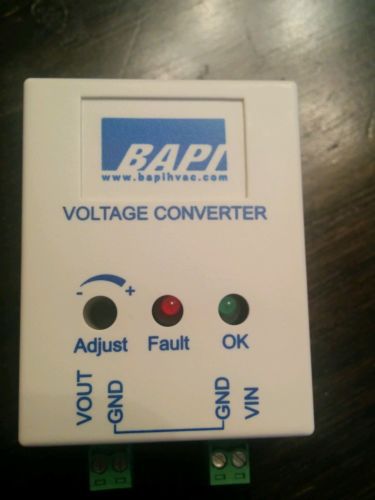 BAPI
www.bapihvac.com
VOLTAGE CONVERTER
- +
Adjust Fault OK
VOUT GND GND VIN